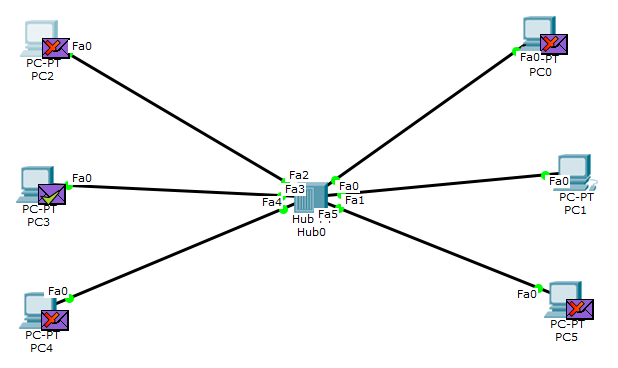 Fa0
PC-PT
PC2
Fa0
-PT
PC0
Fa0
PC-PT
PC3
Fa2
Fa3
Fa4
Fa0
Fa1
Fa5
Hub
Hub0
Fa0
PC-PT
PC1
Fa0
PC-PT
PC4
Fa0
PC-PT
PC5